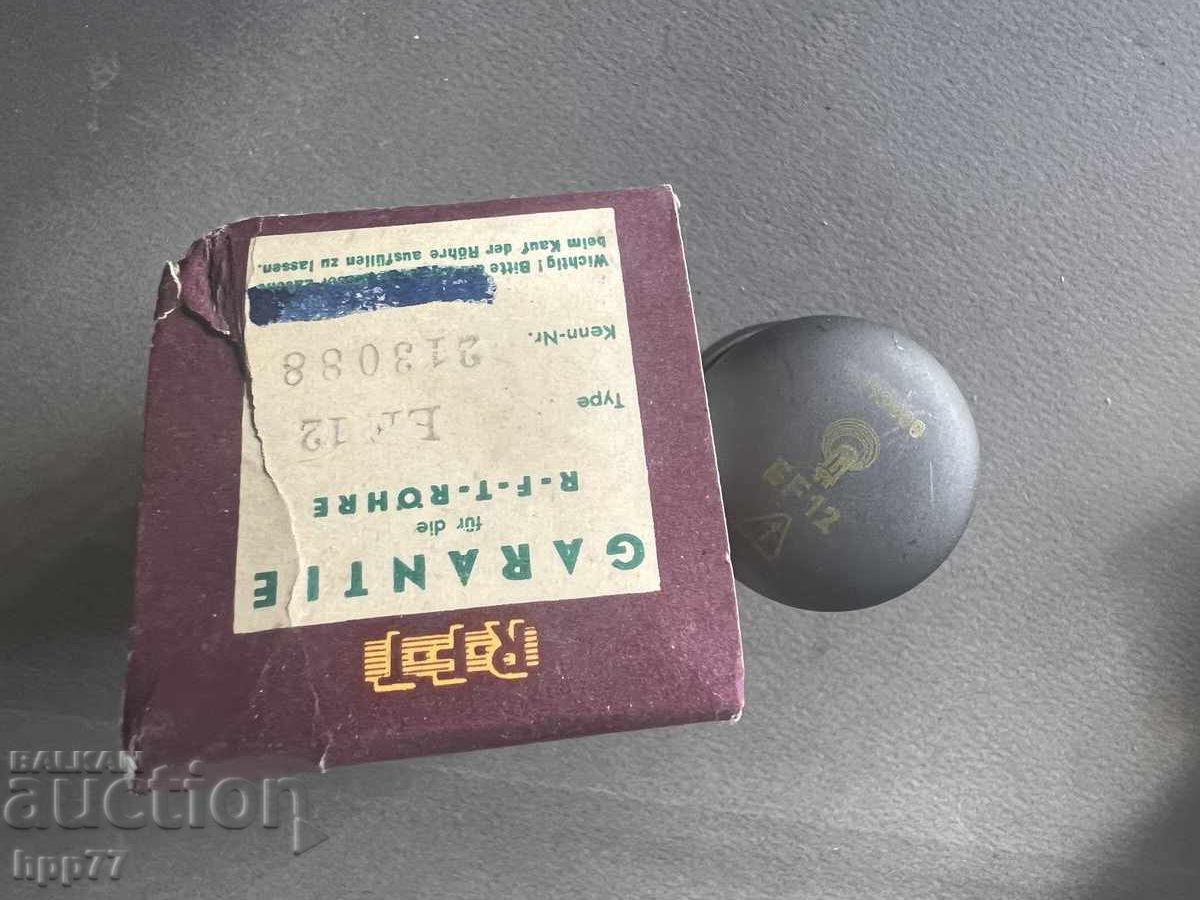 RFT
GARANTIE
für die
R-F-T-RÖHRE
Type EF 12
Kenn-Nr. 213088
Wichtig! Bitte
beim Kauf der Röhre ausfüllen zu lassen.
EF12
BALKAN
auction
hpp77